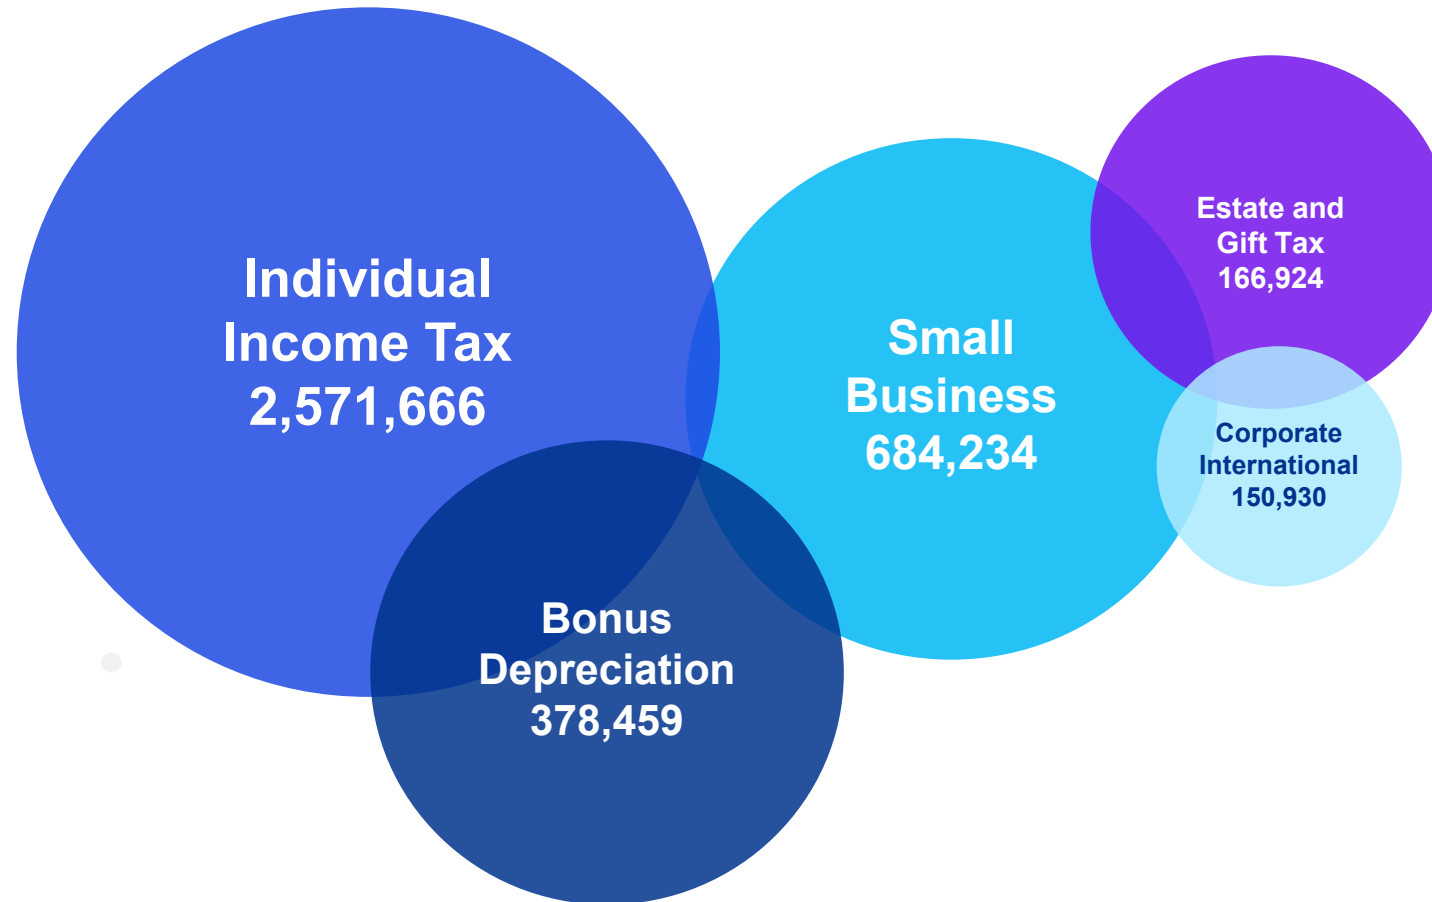 Individual
Income Tax
2,571,666
Small
Business
684,234
Estate and
Gift Tax
166,924
Corporate
International
150,930
Bonus
Depreciation
378,459